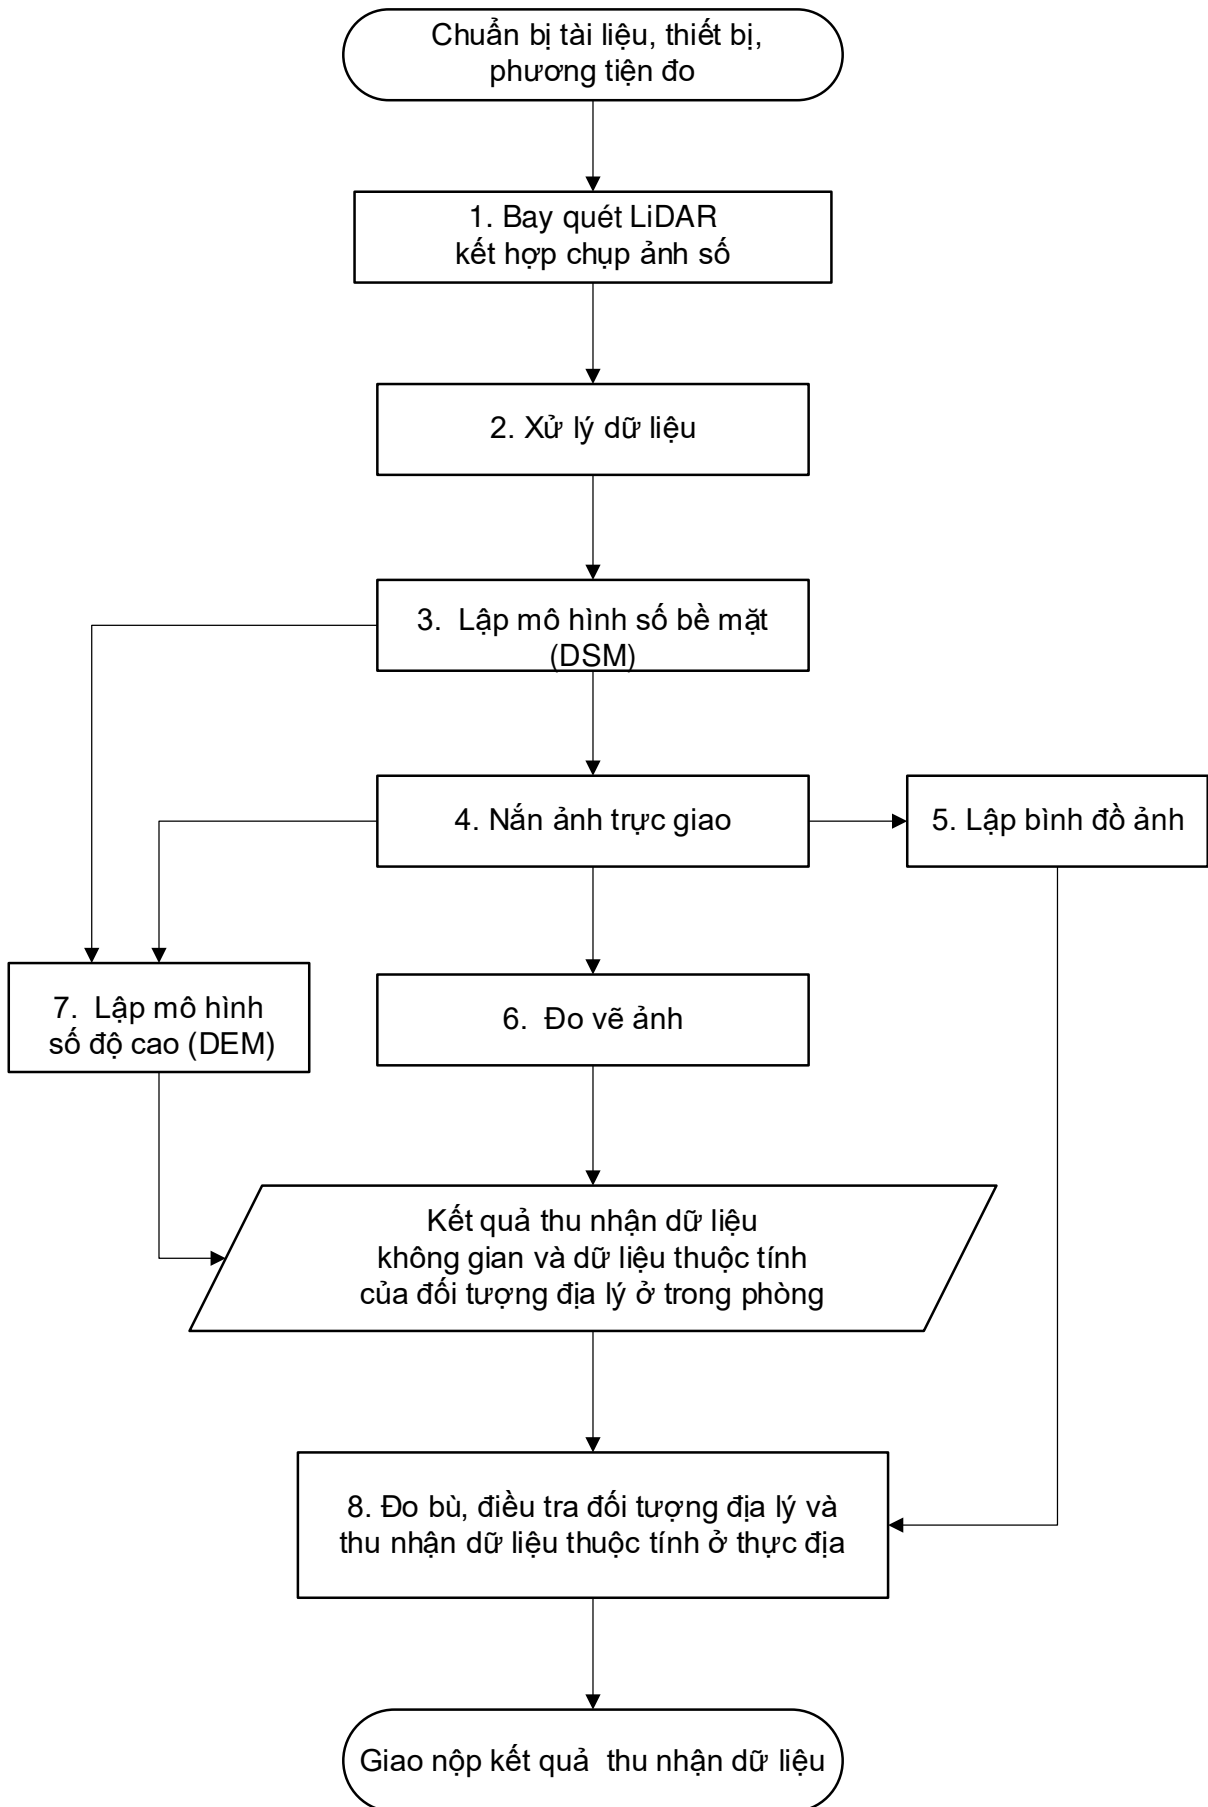 Chuẩn bị tài liệu, thiết bị,
phương tiện đo
1. Bay quét LiDAR
kết hợp chụp ảnh số
2. Xử lý dữ liệu
3. Lập mô hình số bề mặt
(DSM)
4. Nắn ảnh trực giao
5. Lập bình đồ ảnh
7. Lập mô hình
số độ cao (DEM)
6. Đo vẽ ảnh
Kết quả thu nhận dữ liệu
không gian và dữ liệu thuộc tính
của đối tượng địa lý ở trong phòng
8. Đo bù, điều tra đối tượng địa lý và
thu nhận dữ liệu thuộc tính ở thực địa
Giao nộp kết quả thu nhận dữ liệu